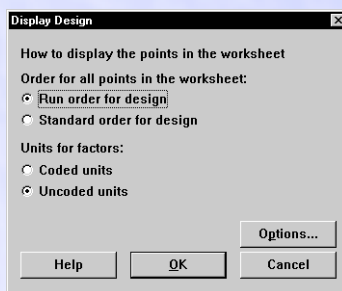 Display Design
How to display the points in the worksheet
Order for all points in the worksheet:
Run order for design
Standard order for design
Units for factors:
Coded units
Uncoded units
Options...
Help
OK
Cancel